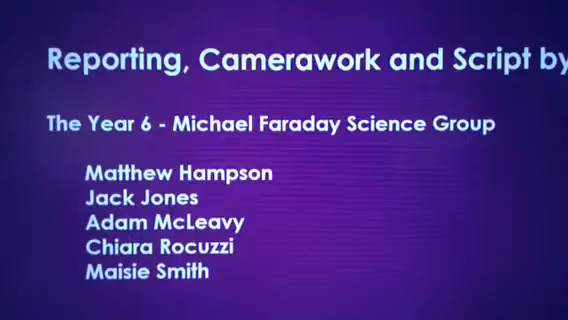 Reporting, Camerawork and Script by
The Year 6 - Michael Faraday Science Group
Matthew Hampson
Jack Jones
Adam McLeavy
Chiara Rocuzzi
Maisie Smith